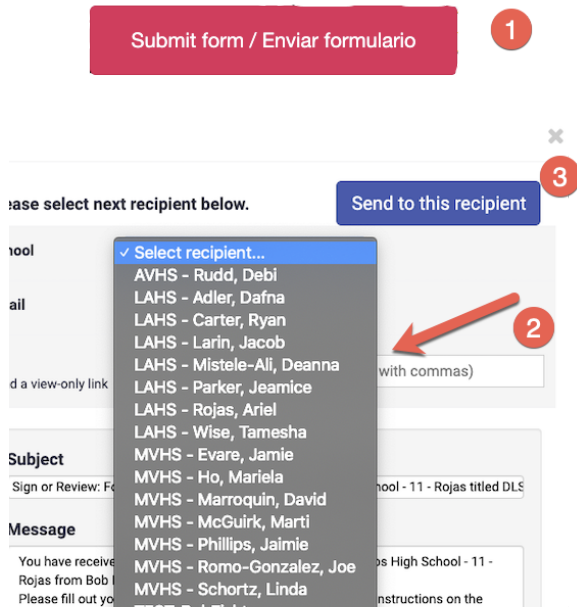 Submit form / Enviar formulario
1
3
ease select next recipient below.
Send to this recipient
hool
✓ Select recipient...
AVHS - Rudd, Debi
ail
LAHS - Adler, Dafna
LAHS - Carter, Ryan
LAHS - Larin, Jacob
2
LAHS - Mistele-Ali, Deanna
with commas)
d a view-only link
LAHS - Parker, Jeamice
LAHS - Rojas, Ariel
LAHS - Wise, Tamesha
MVHS - Evare, Jamie
Subject
MVHS - Ho, Mariela
Sign or Review: Fo
ool - 11 - Rojas titled DLS
MVHS - Marroquin, David
MVHS - McGuirk, Marti
Message
MVHS - Phillips, Jaimie
You have receive
os High School - 11 -
MVHS - Romo-Gonzalez, Joe
Rojas from Bob
MVHS - Schortz, Linda
Please fill out yo
nstructions on the